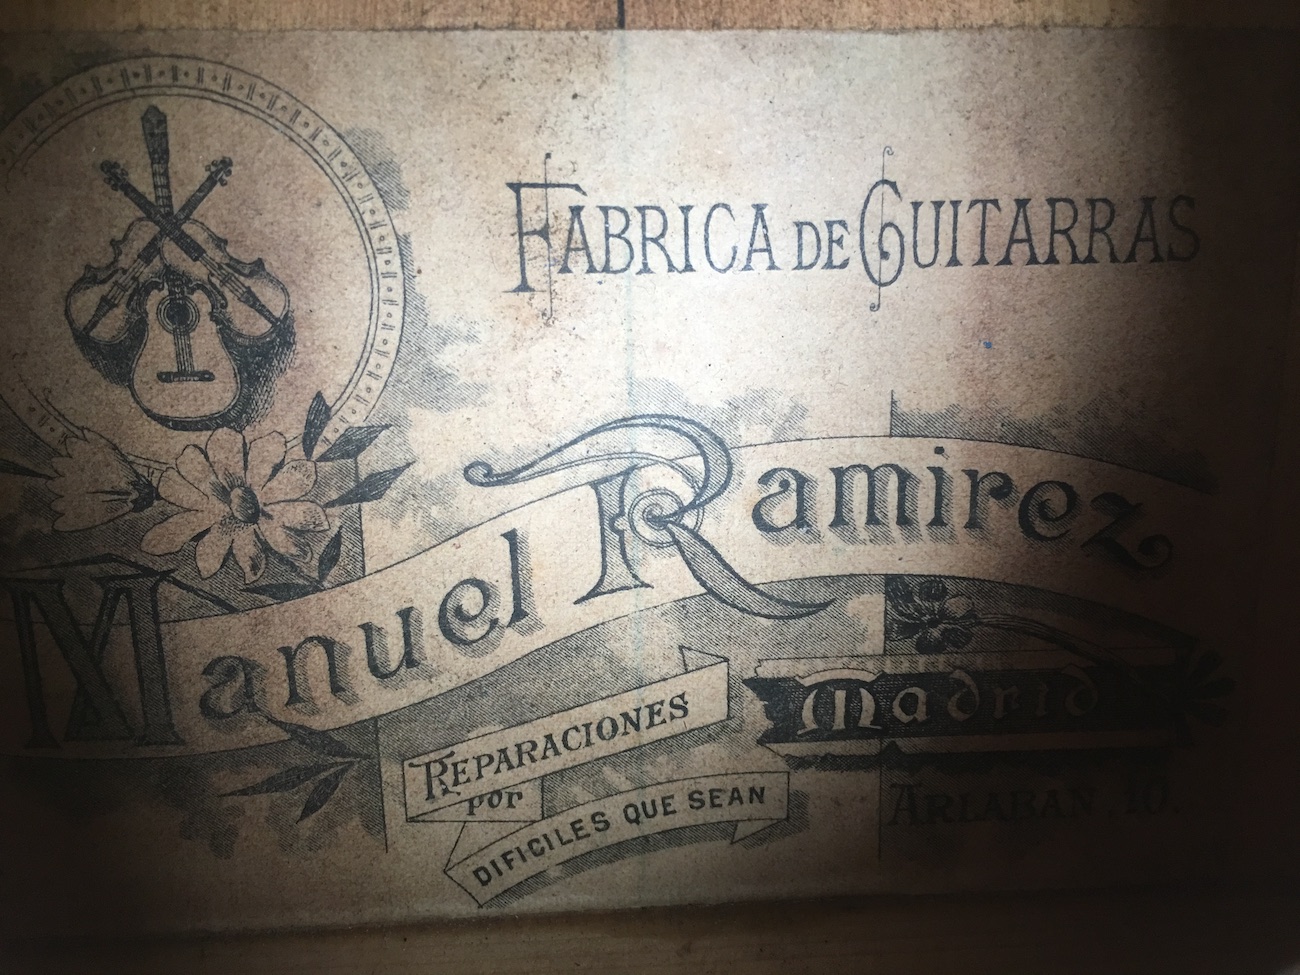 FABRICA DE GUITARRAS
Manuel Ramirez
REPARACIONES
por
DIFICILES QUE SEAN
Madrid
ARLABAN, 10.